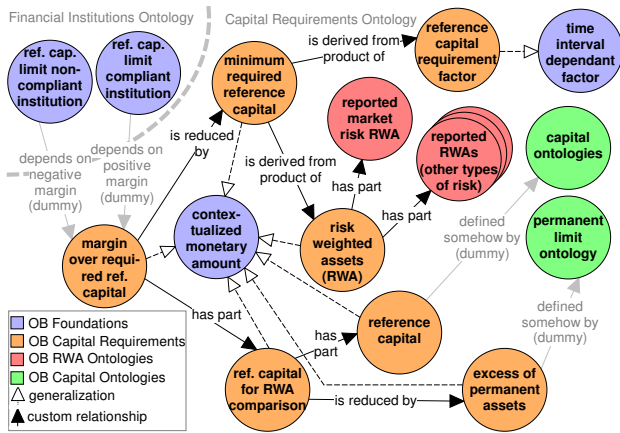 Financial Institutions Ontology
Capital Requirements Ontology
ref. cap.
limit non-
compliant
institution
ref. cap.
limit
compliant
institution
minimum
required
reference
capital
is derived from
product of
reference
capital
requirement
factor
time
interval
dependant
factor
reported
market
risk RWA
reported
RWAs
(other types
of risk)
capital
ontologies
is reduced
by
depends on
negative
margin
(dummy)
depends on
positive
margin
(dummy)
is derived from
product of
has part
has part
margin
over requi-
red ref.
capital
contex-
tualized
monetary
amount
risk
weighted
assets
(RWA)
defined
somehow by
(dummy)
permanent
limit
ontology
has part
has
part
reference
capital
defined
somehow by
(dummy)
ref. capital
for RWA
comparison
is reduced by
excess of
permanent
assets
OB Foundations
OB Capital Requirements
OB RWA Ontologies
OB Capital Ontologies
generalization
custom relationship